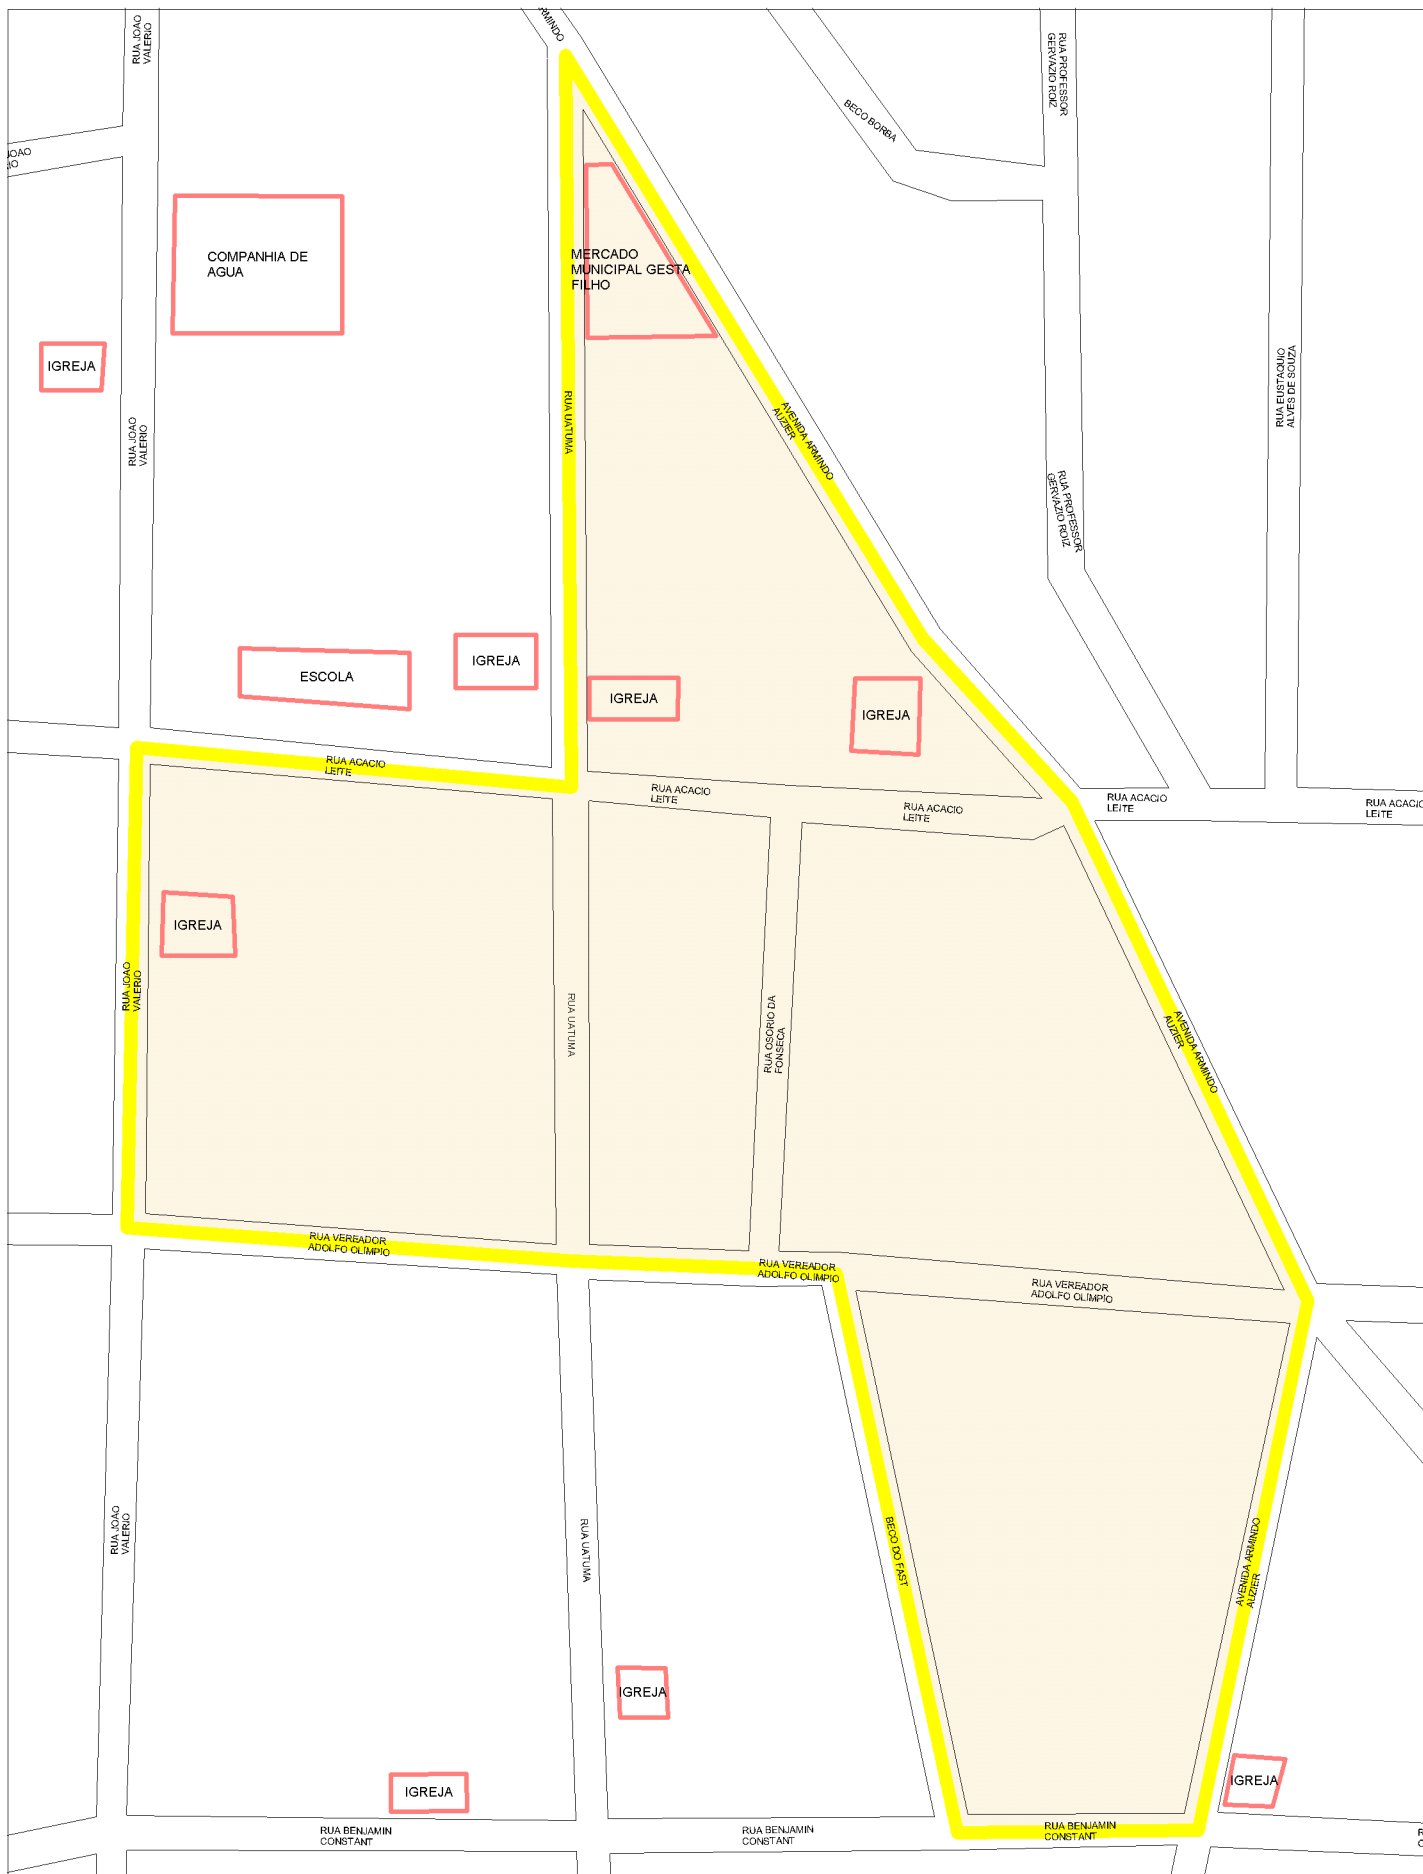 RUA JOAO
VALERIO
ARMINDO
RUA PROFESSOR
GERVAZIO ROIZ
BECO BORBA
JOAO
COMPANHIA DE
AGUA
MERCADO
MUNICIPAL GESTA
FILHO
IGREJA
RUA EUSTAQUIO
ALVES DE SOUZA
RUA JOAO
VALERIO
RUA UATUMA
AVENIDA ARMINDO
AUZIER
RUA PROFESSOR
GERVAZIO ROIZ
ESCOLA
IGREJA
IGREJA
IGREJA
RUA ACACIO
LEITE
RUA ACACIO
LEITE
RUA ACACIO
LEITE
RUA ACACIO
LEITE
RUA ACACIO
LEITE
IGREJA
RUA JOAO
VALERIO
RUA UATUMA
RUA OSORIO DA
FONSECA
AVENIDA ARMINDO
AUZIER
RUA VEREADOR
ADOLFO OLIMPIO
RUA VEREADOR
ADOLFO OLIMPIO
RUA VEREADOR
ADOLFO OLIMPIO
RUA JOAO
VALERIO
RUA UATUMA
BECO DO FAST
AVENIDA ARMINDO
AUZIER
IGREJA
IGREJA
IGREJA
RUA BENJAMIN
CONSTANT
RUA BENJAMIN
CONSTANT
RUA BENJAMIN
CONSTANT